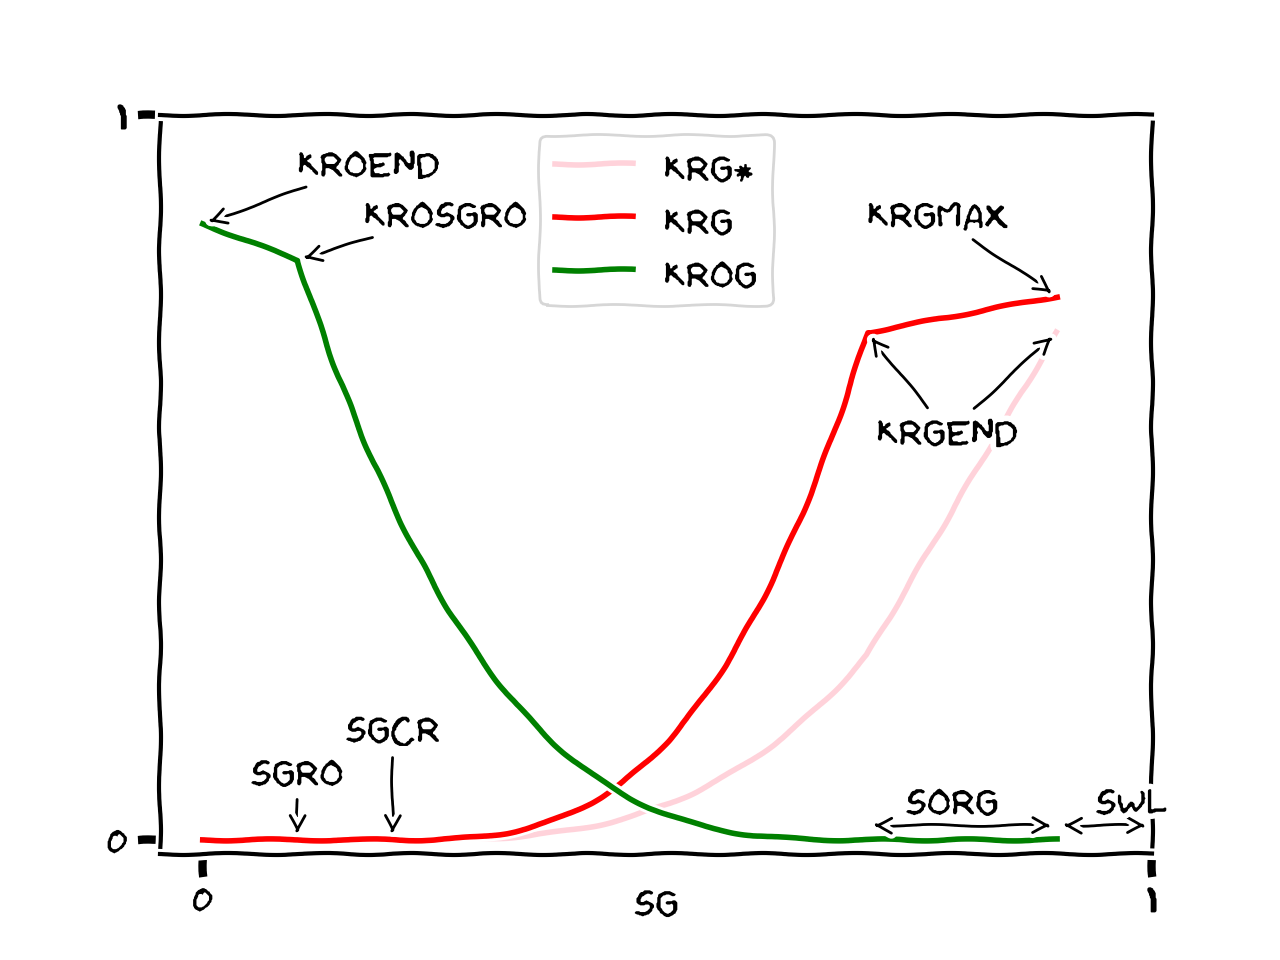 1
KROEND
KROSGRO
KRG*
KRG
KROG
KRGMAX
KRGEND
SGCR
SGRO
SORG
SWL
0
0
SG
1